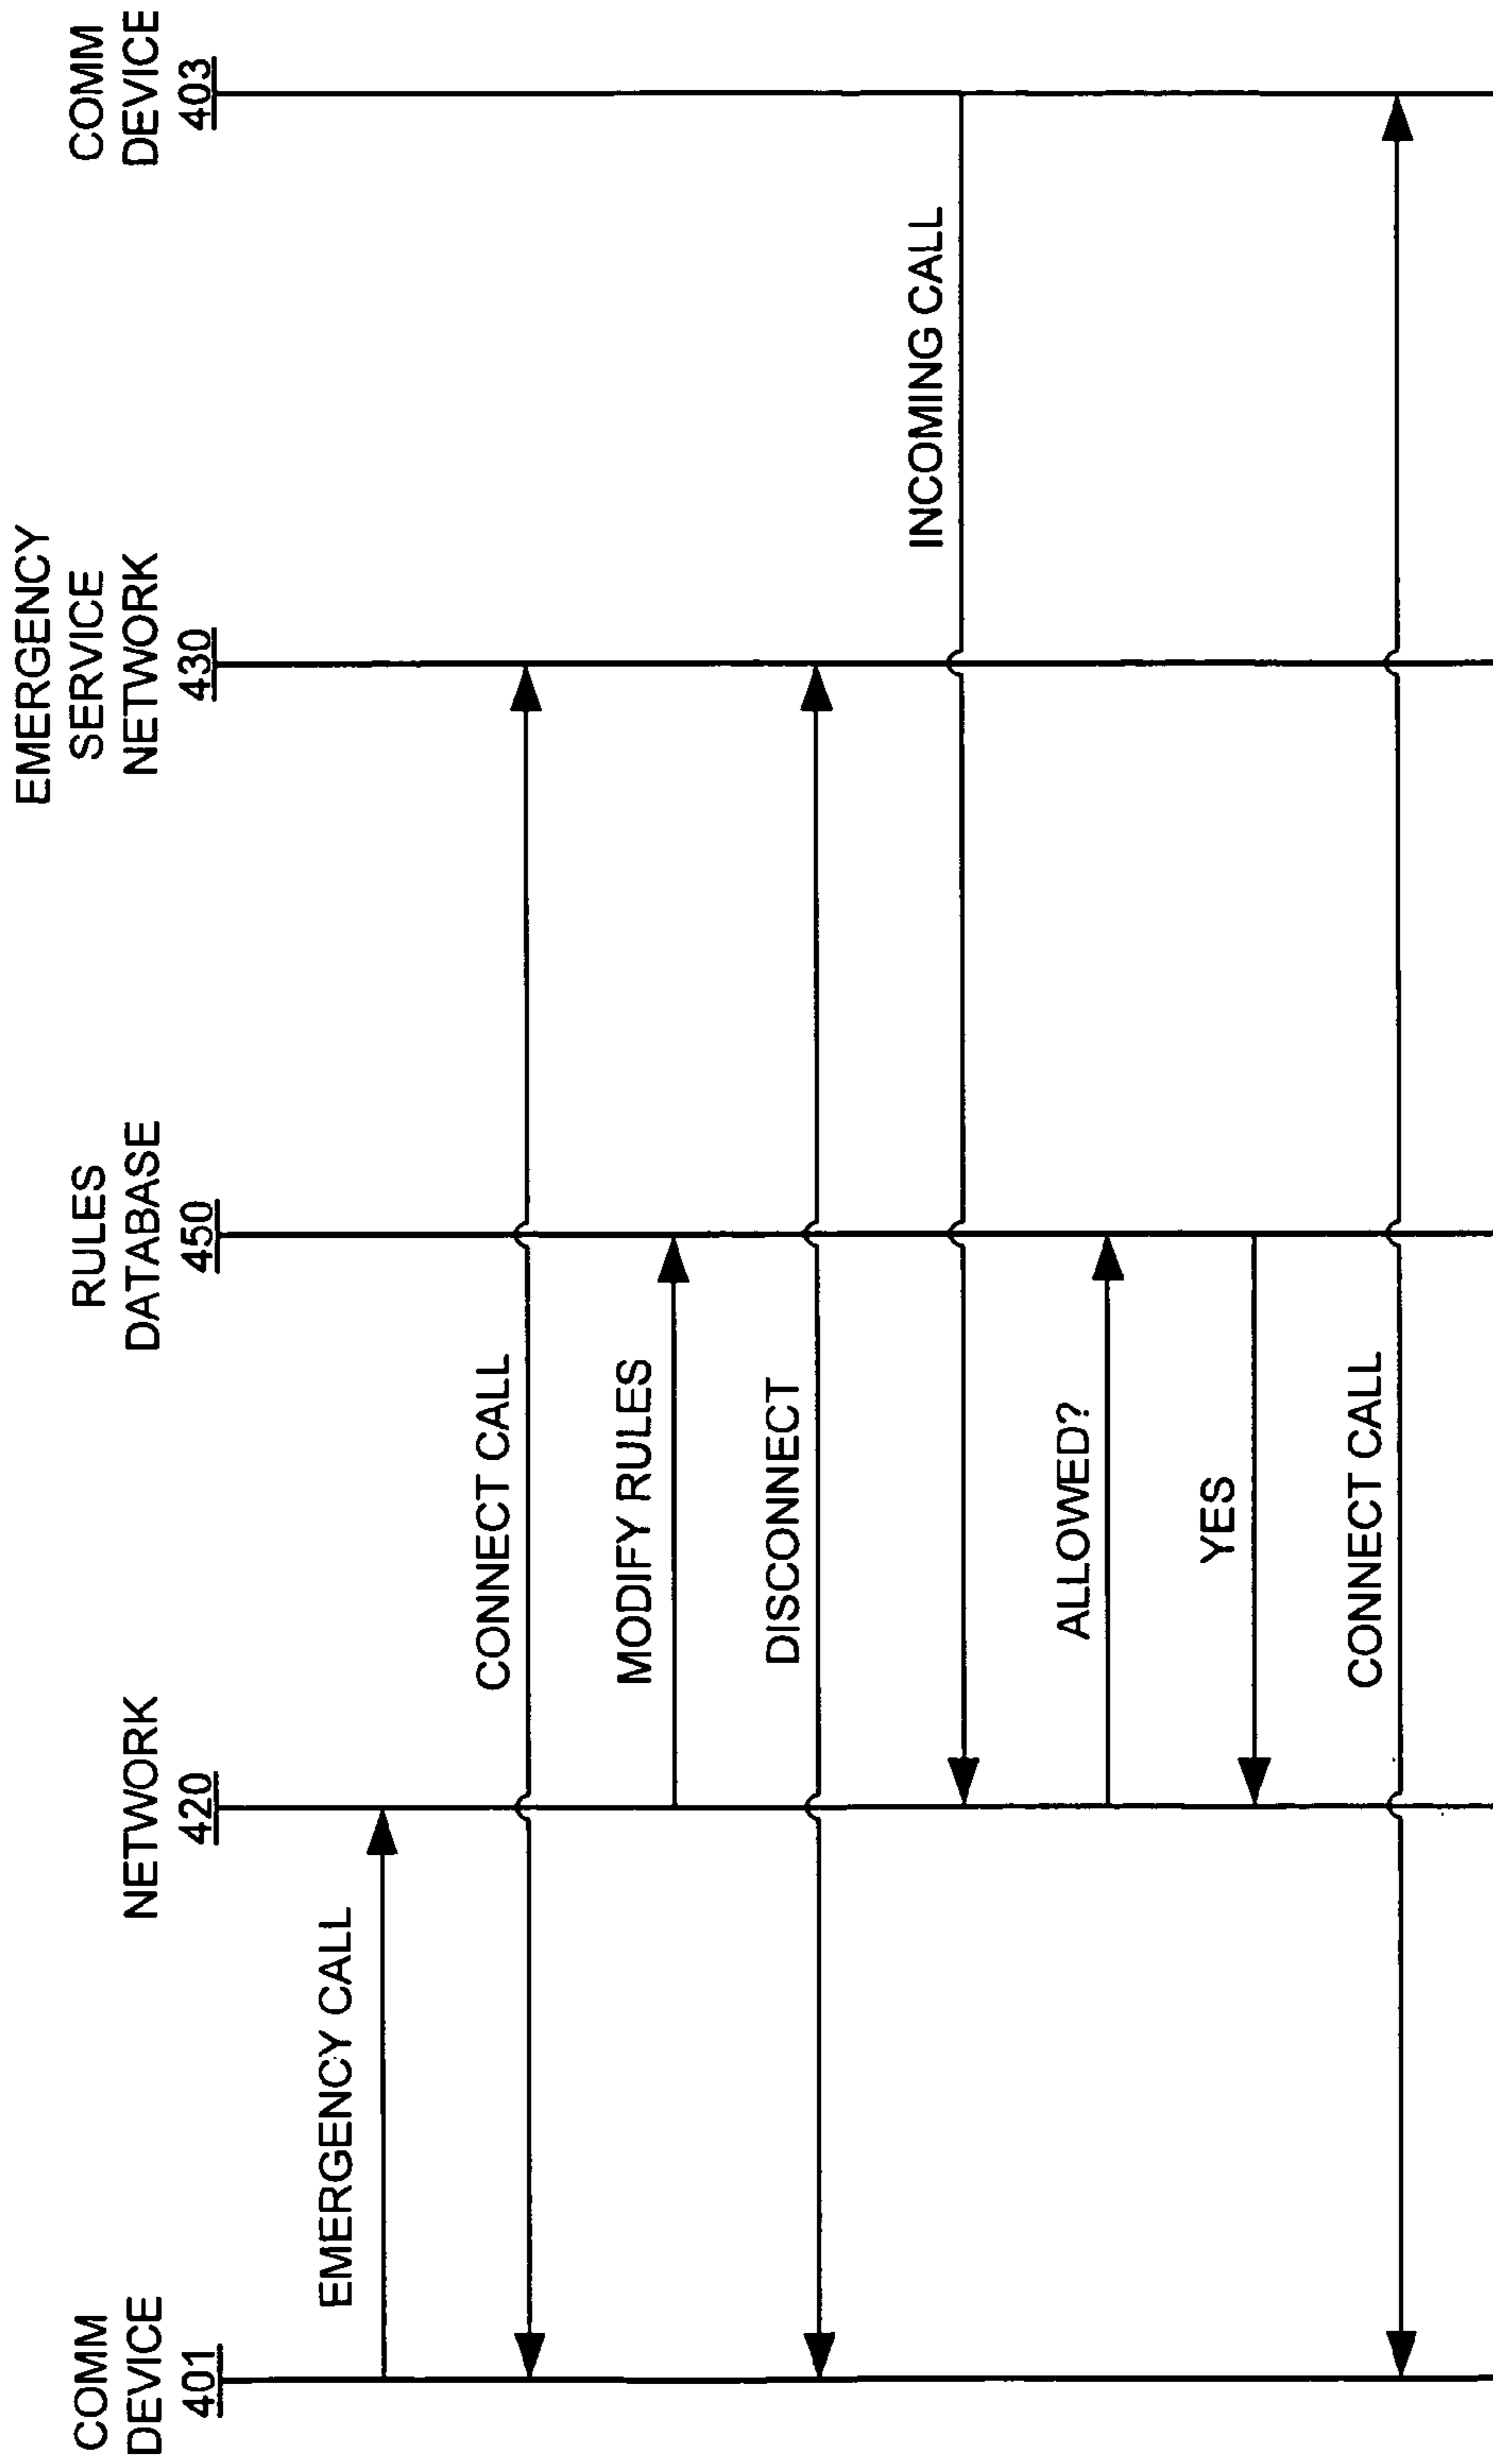 COMM
DEVICE
401
NETWORK
420
RULES
DATABASE
450
EMERGENCY
SERVICE
NETWORK
430
COMM
DEVICE
403
EMERGENCY CALL
CONNECT CALL
MODIFY RULES
DISCONNECT
INCOMING CALL
ALLOWED?
YES
CONNECT CALL